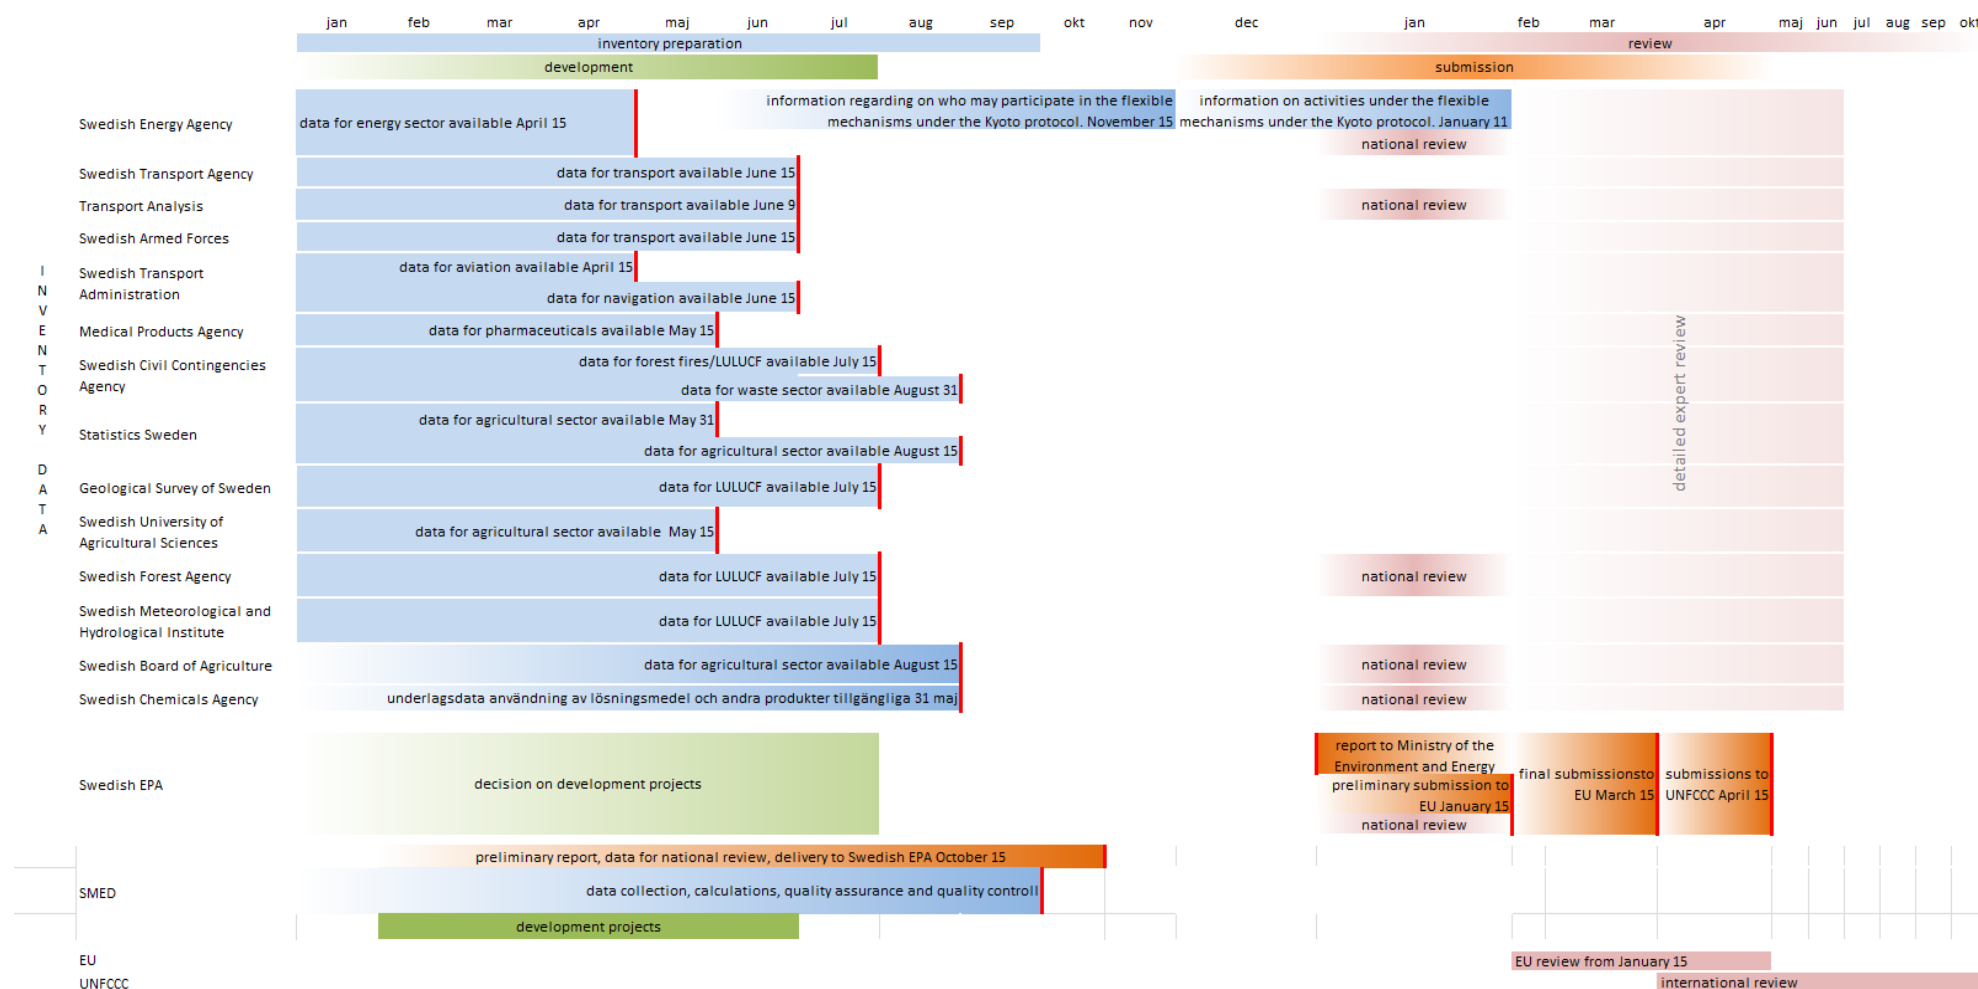 jan feb mar apr maj jun jul aug sep okt nov dec jan feb mar apr maj jun jul aug sep okt
inventory preparation
review
development
submission
Swedish Energy Agency
data for energy sector available April 15
information regarding on who may participate in the flexible
mechanisms under the Kyoto protocol. November 15
information on activities under the flexible
mechanisms under the Kyoto protocol. January 11
national review
Swedish Transport Agency
data for transport available June 15
Transport Analysis
data for transport available June 9
national review
Swedish Armed Forces
data for transport available June 15
Swedish Transport
Administration
data for aviation available April 15
data for navigation available June 15
Medical Products Agency
data for pharmaceuticals available May 15
Swedish Civil Contingencies
Agency
data for forest fires/LULUCF available July 15
data for waste sector available August 31
Statistics Sweden
data for agricultural sector available May 31
data for agricultural sector available August 15
Geological Survey of Sweden
data for LULUCF available July 15
Swedish University of
Agricultural Sciences
data for agricultural sector available  May 15
Swedish Forest Agency
data for LULUCF available July 15
national review
Swedish Meteorological and
Hydrological Institute
data for LULUCF available July 15
Swedish Board of Agriculture
data for agricultural sector available August 15
national review
Swedish Chemicals Agency
underlagsdata användning av lösningsmedel och andra produkter tillgängliga 31 maj
national review
INVENTORY DATA
detailed expert review
Swedish EPA
decision on development projects
report to Ministry of the
Environment and Energy
preliminary submission to
EU January 15
national review
final submissionsto
EU March 15
submissions to
UNFCCC April 15
SMED
preliminary report, data for national review, delivery to Swedish EPA October 15
data collection, calculations, quality assurance and quality controll
development projects
EU
EU review from January 15
UNFCCC
international review